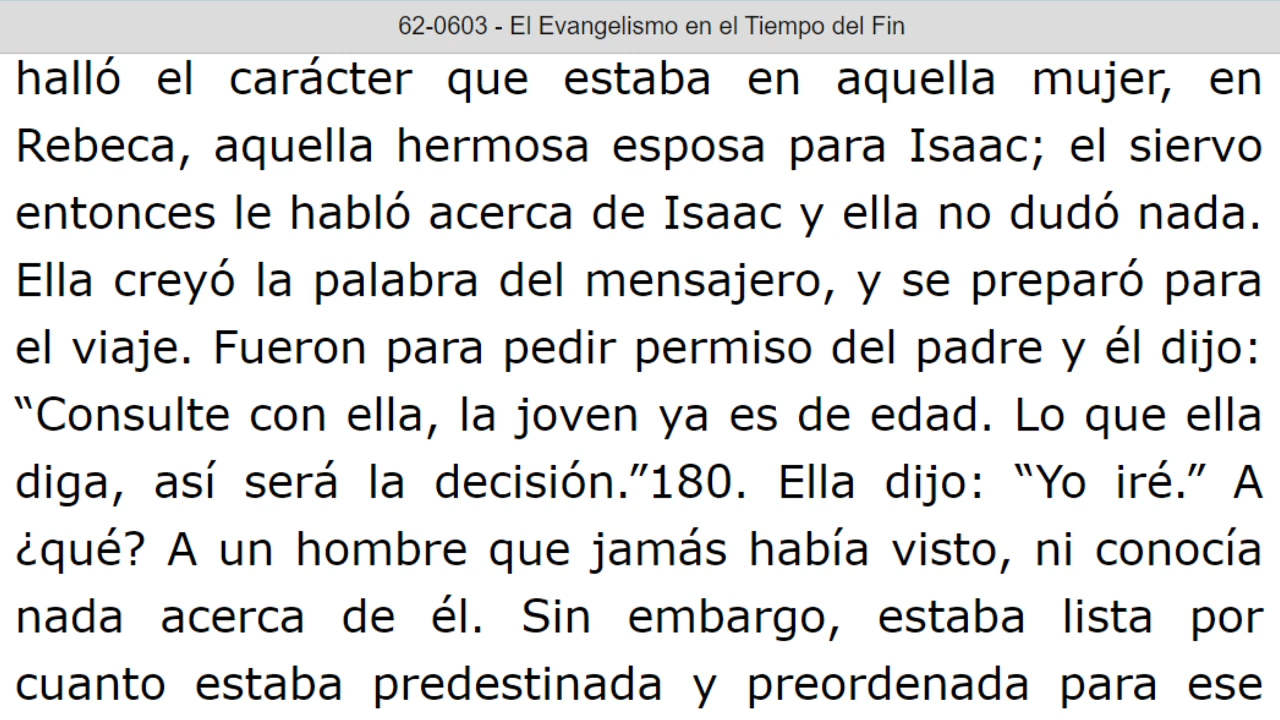 62-0603 - El Evangelismo en el Tiempo del Fin
halló el carácter que estaba en aquella mujer, en
Rebeca, aquella hermosa esposa para Isaac; el siervo
entonces le habló acerca de Isaac y ella no dudó nada.
Ella creyó la palabra del mensajero, y se preparó para
el viaje. Fueron para pedir permiso del padre y él dijo:
“Consulte con ella, la joven ya es de edad. Lo que ella
diga, así será la decisión.”180. Ella dijo: “Yo iré.” A
¿qué? A un hombre que jamás había visto, ni conocía
nada acerca de él. Sin embargo, estaba lista por
cuanto estaba predestinada y preordenada para ese